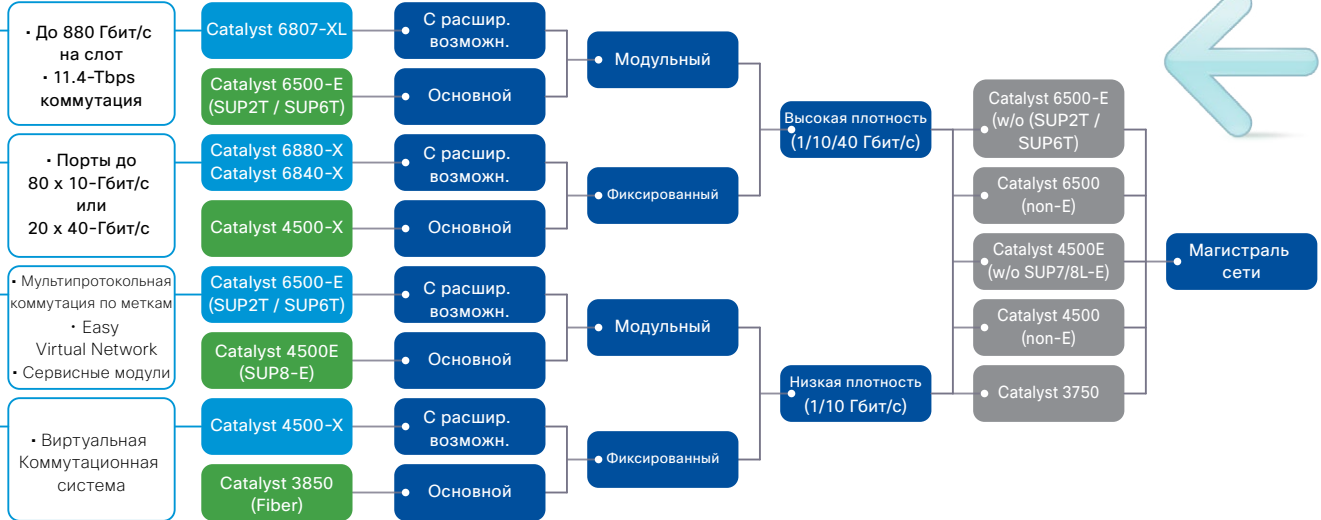 · До 880 Гбит/с
на слот
· 11.4-Tbps
коммутация
Catalyst 6807-XL
С расшир.
возможн.
Catalyst 6500-E
(SUP2T / SUP6T)
Основной
Модульный
· Порты до
80 x 10-Гбит/с
или
20 x 40-Гбит/с
Catalyst 6880-X
Catalyst 6840-X
С расшир.
возможн.
Catalyst 4500-X
Основной
Фиксированный
Высокая плотность
(1/10/40 Гбит/с)
· Мультипротокольная
коммутация по меткам
· Easy
Virtual Network
· Сервисные модули
Catalyst 6500-E
(SUP2T / SUP6T)
С расшир.
возможн.
Catalyst 4500E
(SUP8-E)
Основной
Модульный
· Виртуальная
Коммутационная
система
Catalyst 4500-X
С расшир.
возможн.
Catalyst 3850
(Fiber)
Основной
Фиксированный
Низкая плотность
(1/10 Гбит/с)
Catalyst 6500-E
(w/o (SUP2T /
SUP6T)
Catalyst 6500
(non-E)
Catalyst 4500E
(w/o SUP7/8L-E)
Catalyst 4500
(non-E)
Catalyst 3750
Магистраль
сети